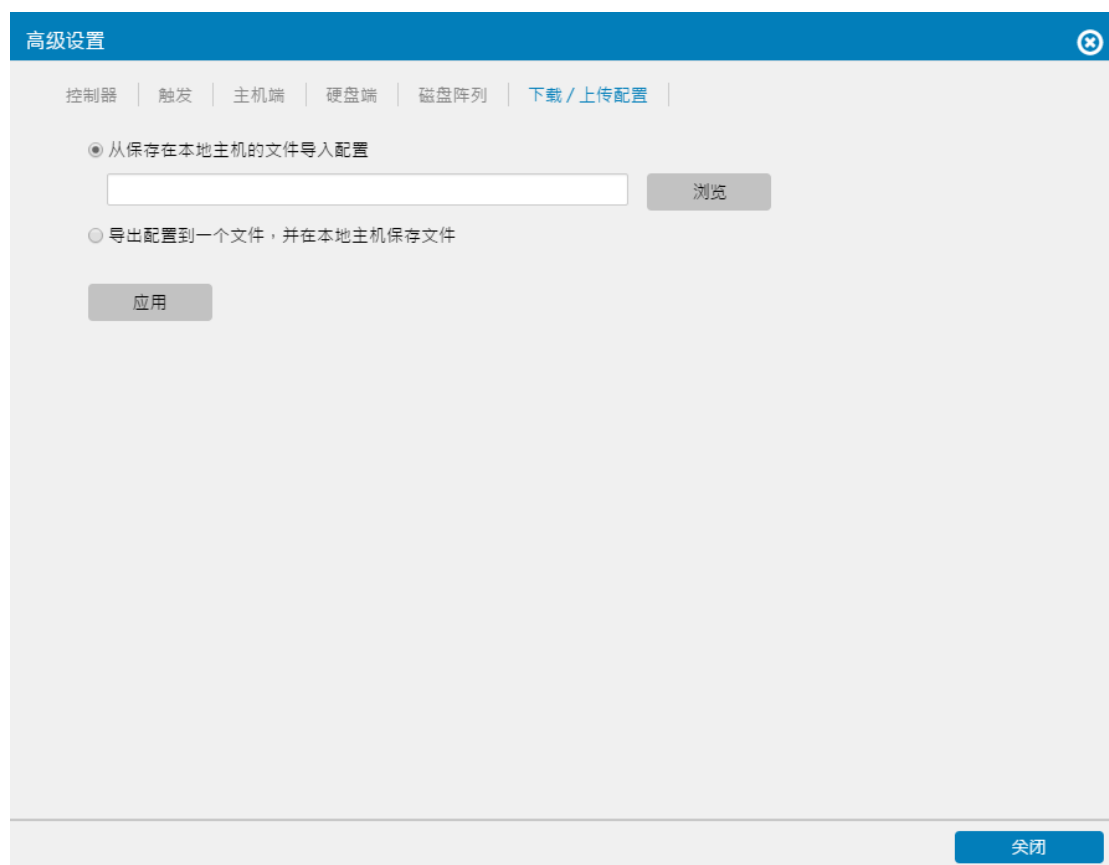 高级设置
控制器 触发 主机端 硬盘端 磁盘阵列 下载 / 上传配置
从保存在本地主机的文件导入配置
浏览
导出配置到一个文件，并在本地主机保存文件
应用
关闭